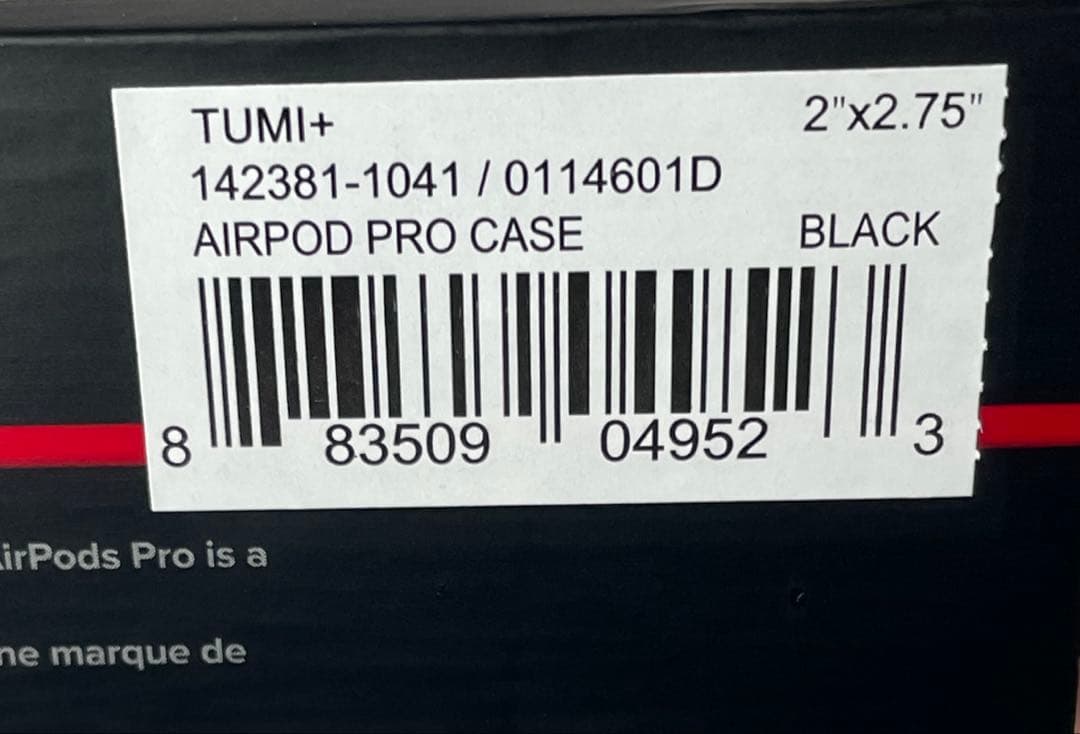 TUMI+ 2"x2.75"
142381-1041 / 0114601D
AIRPOD PRO CASE BLACK
8 83509 04952 3
irPods Pro is a
ne marque de